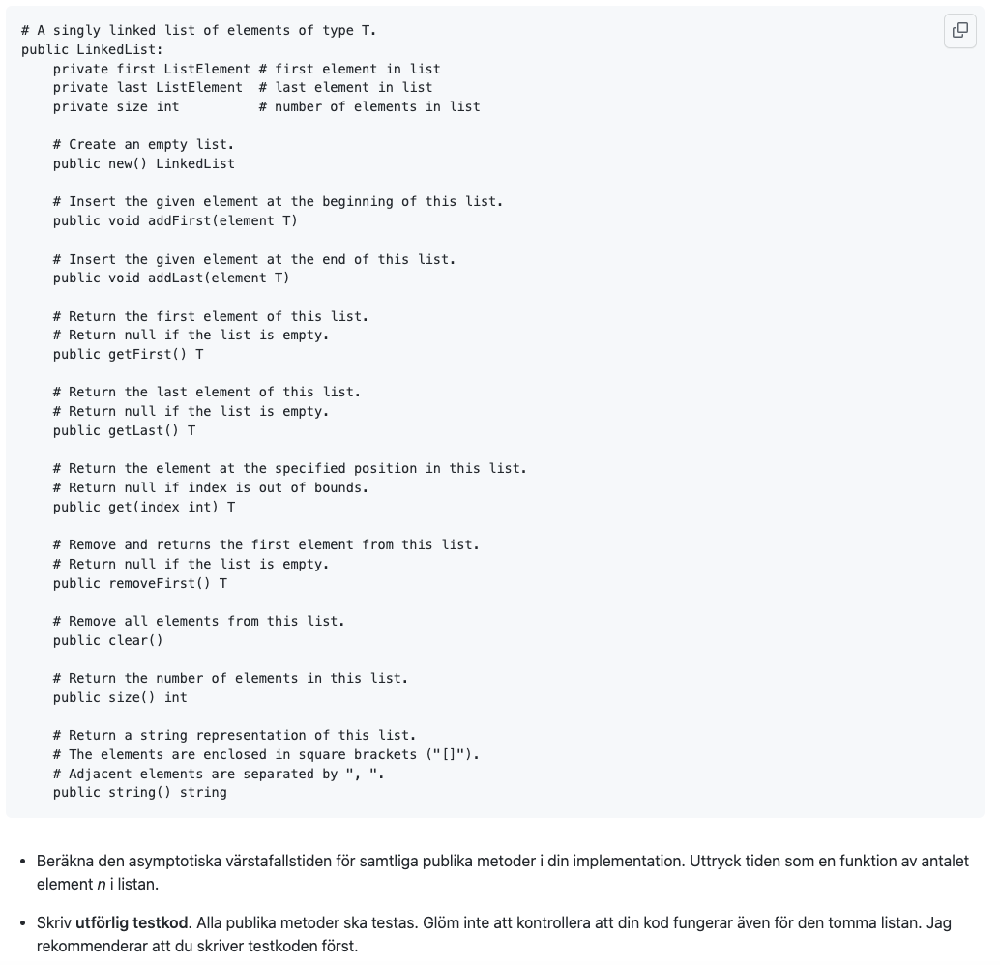 # A singly linked list of elements of type T.
public LinkedList:
    private first ListElement # first element in list
    private last ListElement  # last element in list
    private size int          # number of elements in list

    # Create an empty list.
    public new() LinkedList

    # Insert the given element at the beginning of this list.
    public void addFirst(element T)

    # Insert the given element at the end of this list.
    public void addLast(element T)

    # Return the first element of this list.
    # Return null if the list is empty.
    public getFirst() T

    # Return the last element of this list.
    # Return null if the list is empty.
    public getLast() T

    # Return the element at the specified position in this list.
    # Return null if index is out of bounds.
    public get(index int) T

    # Remove and returns the first element from this list.
    # Return null if the list is empty.
    public removeFirst() T

    # Remove all elements from this list.
    public clear()

    # Return the number of elements in this list.
    public size() int

    # Return a string representation of this list.
    # The elements are enclosed in square brackets ("[]").
    # Adjacent elements are separated by ", ".
    public string() string

• Beräkna den asymptotiska värstafallstiden för samtliga publika metoder i din implementation. Uttryck tiden som en funktion av antalet
element n i listan.
• Skriv utförlig testkod. Alla publika metoder ska testas. Glöm inte att kontrollera att din kod fungerar även för den tomma listan. Jag
rekommenderar att du skriver testkoden först.